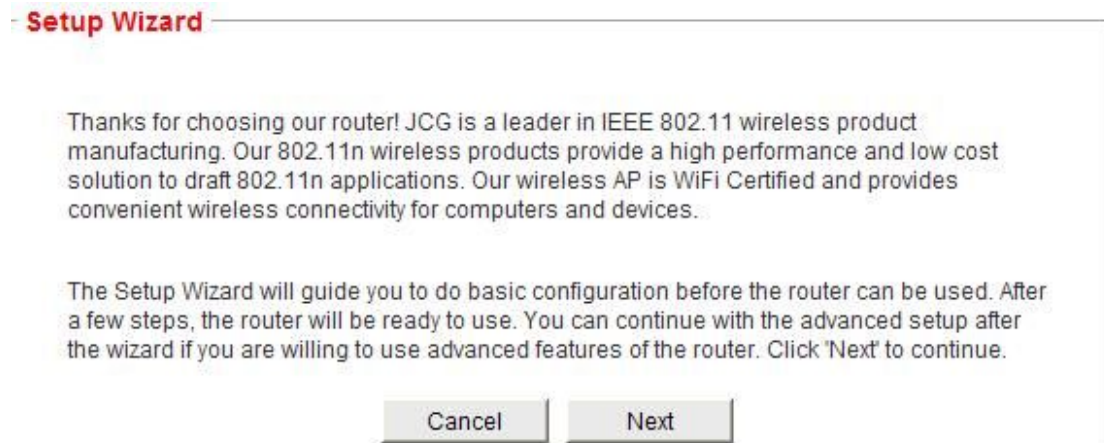 Setup Wizard
Thanks for choosing our router! JCG is a leader in IEEE 802.11 wireless product
manufacturing. Our 802.11n wireless products provide a high performance and low cost
solution to draft 802.11n applications. Our wireless AP is WiFi Certified and provides
convenient wireless connectivity for computers and devices.
The Setup Wizard will guide you to do basic configuration before the router can be used. After
a few steps, the router will be ready to use. You can continue with the advanced setup after
the wizard if you are willing to use advanced features of the router. Click 'Next' to continue.
Cancel Next